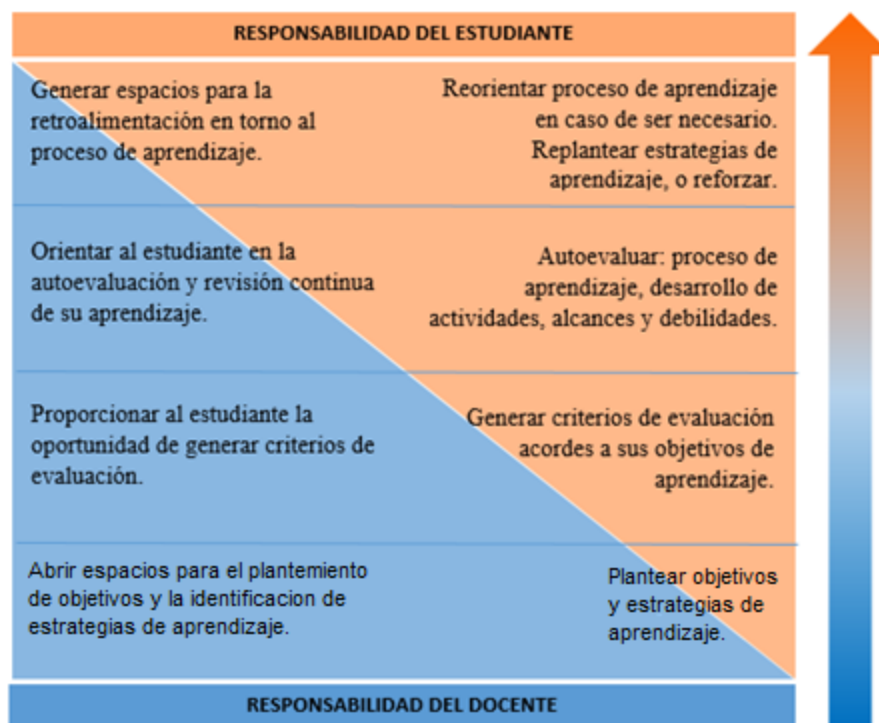 RESPONSABILIDAD DEL ESTUDIANTE
Generar espacios para la
retroalimentación en torno al
proceso de aprendizaje.
Reorientar proceso de aprendizaje
en caso de ser necesario.
Replantear estrategias de
aprendizaje, o reforzar.
Orientar al estudiante en la
autoevaluación y revisión continua
de su aprendizaje.
Autoevaluar: proceso de
aprendizaje, desarrollo de
actividades, alcances y debilidades.
Proporcionar al estudiante la
oportunidad de generar criterios de
evaluación.
Generar criterios de evaluación
acordes a sus objetivos de
aprendizaje.
Abrir espacios para el plantemiento
de objetivos y la identificacion de
estrategias de aprendizaje.
Plantear objetivos
y estrategias de
aprendizaje.
RESPONSABILIDAD DEL DOCENTE